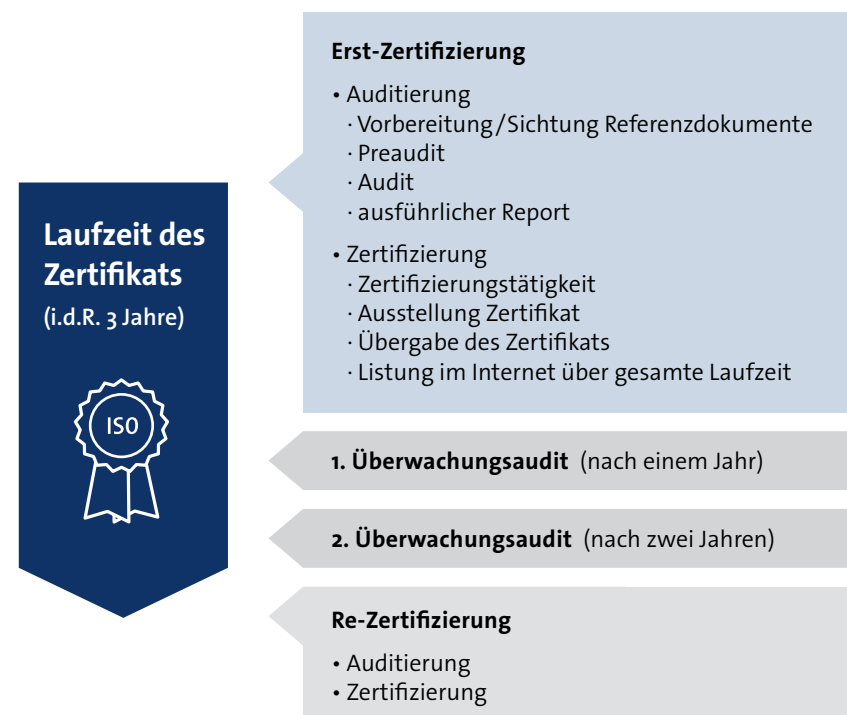 Laufzeit des
Zertifikats
(i.d.R. 3 Jahre)
ISO
Erst-Zertifizierung
• Auditierung
· Vorbereitung/Sichtung Referenzdokumente
· Preaudit
· Audit
· ausführlicher Report
• Zertifizierung
· Zertifizierungstätigkeit
· Ausstellung Zertifikat
· Übergabe des Zertifikats
· Listung im Internet über gesamte Laufzeit
1. Überwachungsaudit (nach einem Jahr)
2. Überwachungsaudit (nach zwei Jahren)
Re-Zertifizierung
• Auditierung
• Zertifizierung